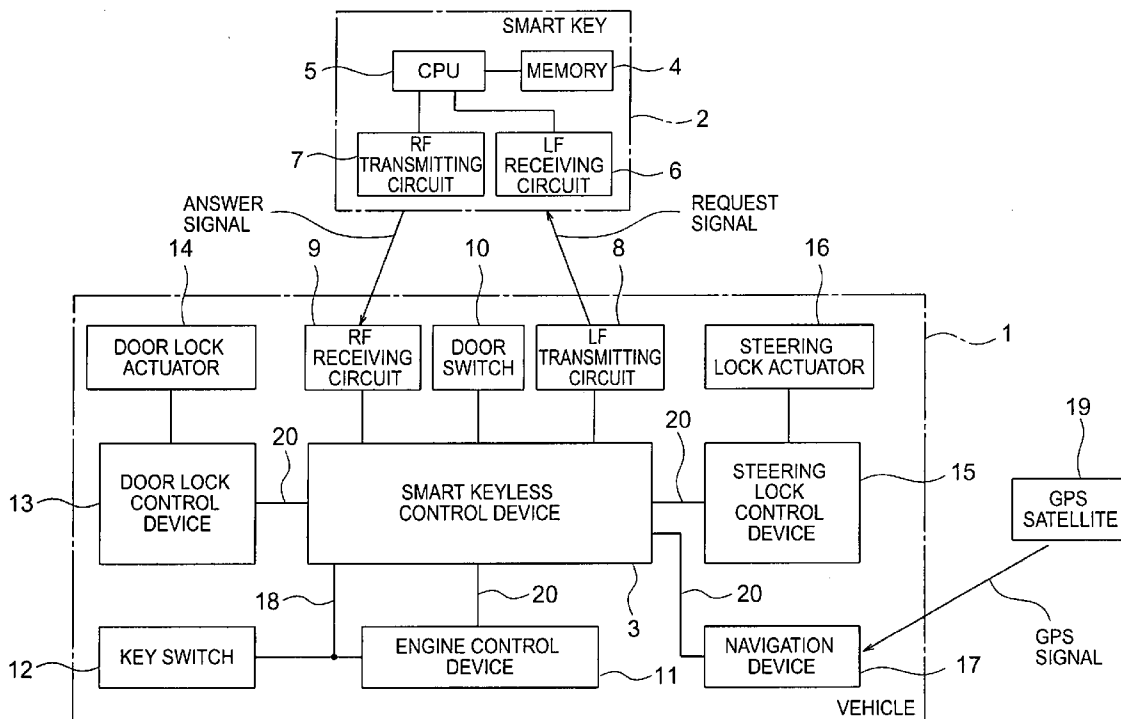 SMART KEY
5
CPU
MEMORY
4
2
7
RF
TRANSMITTING
CIRCUIT
LF
RECEIVING
CIRCUIT
6
ANSWER
SIGNAL
REQUEST
SIGNAL
14
9
10
8
16
1
DOOR LOCK
ACTUATOR
RF
RECEIVING
CIRCUIT
DOOR
SWITCH
LF
TRANSMITTING
CIRCUIT
STEERING
LOCK ACTUATOR
13
DOOR LOCK
CONTROL
DEVICE
20
SMART KEYLESS
CONTROL DEVICE
20
STEERING
LOCK
CONTROL
DEVICE
15
19
GPS
SATELLITE
18
20
3
20
12
KEY SWITCH
ENGINE CONTROL
DEVICE
11
NAVIGATION
DEVICE
17
GPS
SIGNAL
VEHICLE